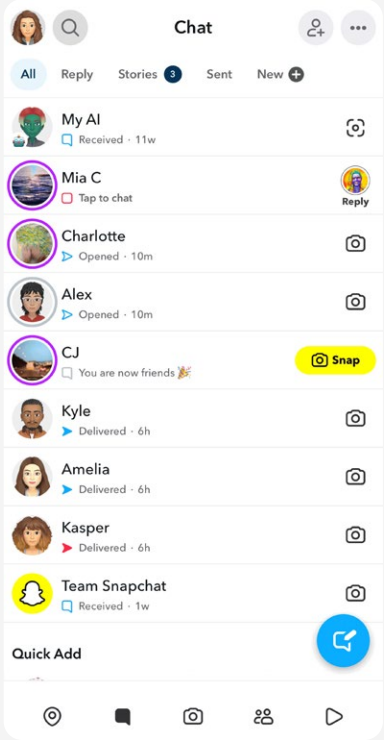 Chat
All Reply Stories 3 Sent New
My AI
Received · 11w
Mia C
Tap to chat
Reply
Charlotte
Opened · 10m
Alex
Opened · 10m
CJ
You are now friends 🎉
Snap
Kyle
Delivered · 6h
Amelia
Delivered · 6h
Kasper
Delivered · 6h
Team Snapchat
Received · 1w
Quick Add